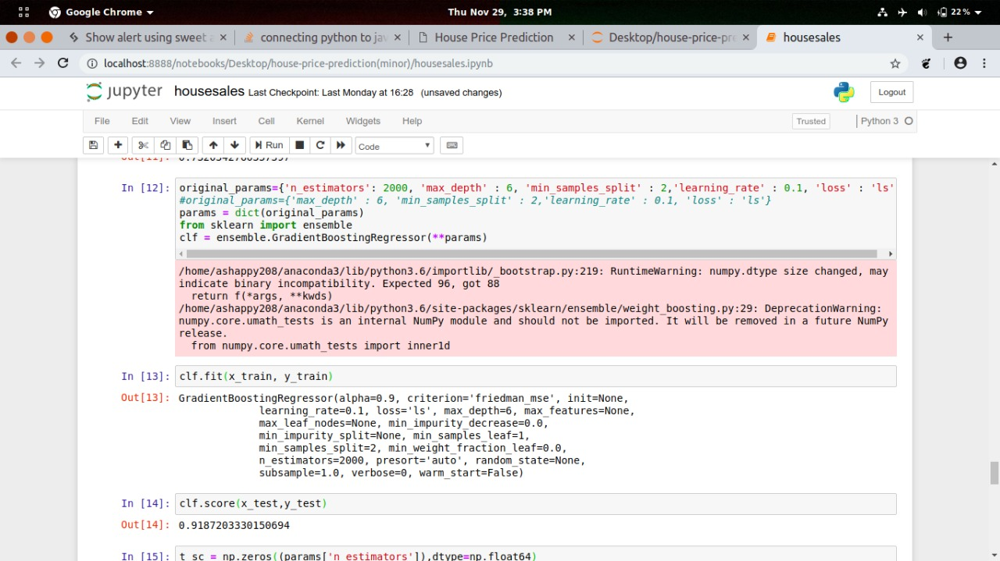 Google Chrome
Thu Nov 29, 3:38 PM
22 %
Show alert using sweet a
connecting python to jav
House Price Prediction
Desktop/house-price-pre
housesales
localhost:8888/notebooks/Desktop/house-price-prediction(minor)/housesales.ipynb
jupyter housesales Last Checkpoint: Last Monday at 16:28 (unsaved changes)
Logout
File Edit View Insert Cell Kernel Widgets Help
Trusted
Python 3
Run
Code
In [12]: original_params={'n_estimators': 2000, 'max_depth' : 6, 'min_samples_split' : 2,'learning_rate' : 0.1, 'loss' : 'ls'
#original_params={'max_depth' : 6, 'min_samples_split' : 2,'learning_rate' : 0.1, 'loss' : 'ls'}
params = dict(original_params)
from sklearn import ensemble
clf = ensemble.GradientBoostingRegressor(**params)
/home/ashappy208/anaconda3/lib/python3.6/importlib/_bootstrap.py:219: RuntimeWarning: numpy.dtype size changed, may
indicate binary incompatibility. Expected 96, got 88
return f(*args, **kwds)
/home/ashappy208/anaconda3/lib/python3.6/site-packages/sklearn/ensemble/weight_boosting.py:29: DeprecationWarning:
numpy.core.umath_tests is an internal NumPy module and should not be imported. It will be removed in a future NumPy
release.
from numpy.core.umath_tests import inner1d
In [13]: clf.fit(x_train, y_train)
Out[13]: GradientBoostingRegressor(alpha=0.9, criterion='friedman_mse', init=None,
learning_rate=0.1, loss='ls', max_depth=6, max_features=None,
max_leaf_nodes=None, min_impurity_decrease=0.0,
min_impurity_split=None, min_samples_leaf=1,
min_samples_split=2, min_weight_fraction_leaf=0.0,
n_estimators=2000, presort='auto', random_state=None,
subsample=1.0, verbose=0, warm_start=False)
In [14]: clf.score(x_test,y_test)
Out[14]: 0.9187203330150694
In [15]: t_sc = np.zeros((params['n_estimators']),dtype=np.float64)